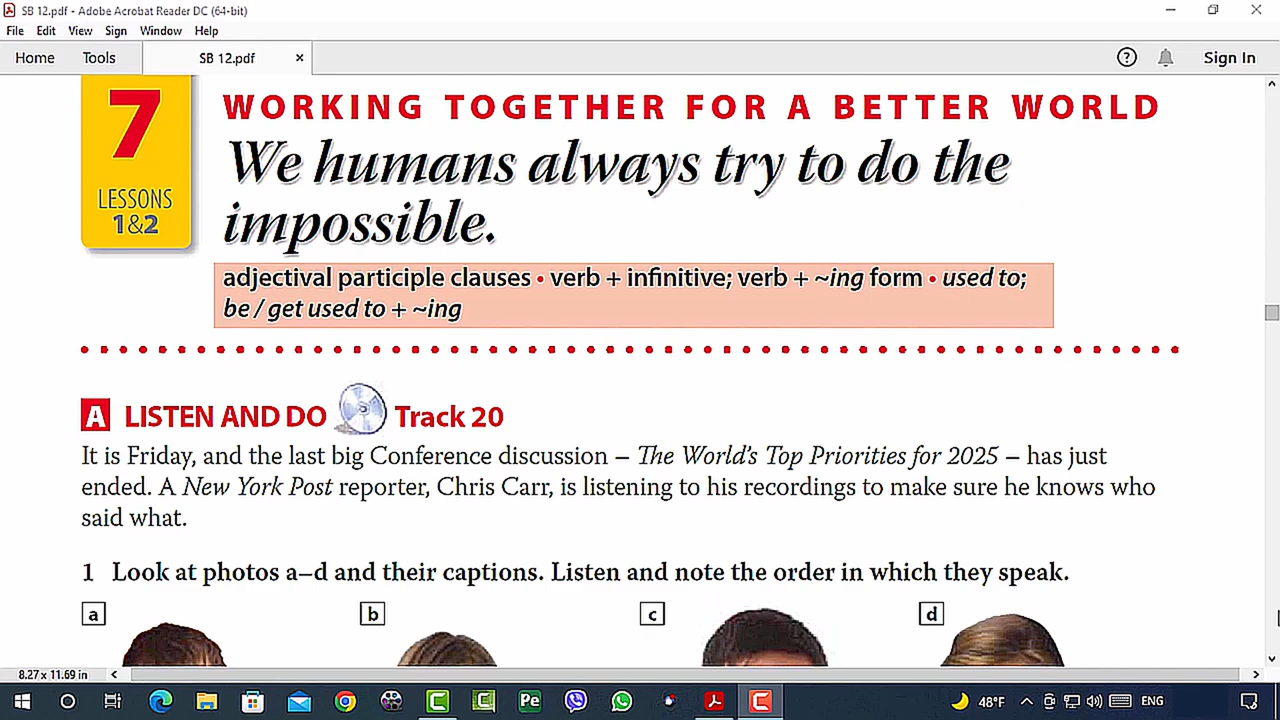 SB 12.pdf - Adobe Acrobat Reader DC (64-bit)
File Edit View Sign Window Help
Home Tools SB 12.pdf × Sign In
7
LESSONS
1&2
WORKING TOGETHER FOR A BETTER WORLD
We humans always try to do the
impossible.
adjectival participle clauses • verb + infinitive; verb + ~ing form • used to;
be / get used to + ~ing
A LISTEN AND DO Track 20
It is Friday, and the last big Conference discussion – The World's Top Priorities for 2025 – has just
ended. A New York Post reporter, Chris Carr, is listening to his recordings to make sure he knows who
said what.
1 Look at photos a–d and their captions. Listen and note the order in which they speak.
a b c d
8.27 x 11.69 in
Pe 48°F ENG